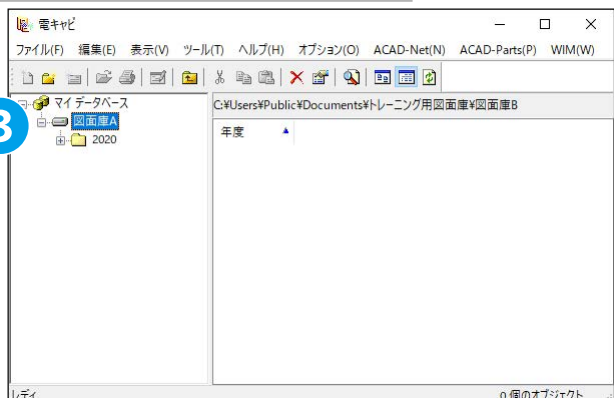 電キャビ
ファイル(F) 編集(E) 表示(V) ツール(T) ヘルプ(H) オプション(O) ACAD-Net(N) ACAD-Parts(P) WIM(W)
マイ データベース
C:¥Users¥Public¥Documents¥トレーニング用図面庫¥図面庫B
3
図面庫A
年度
2020
レディ
0 個のオブジェクト